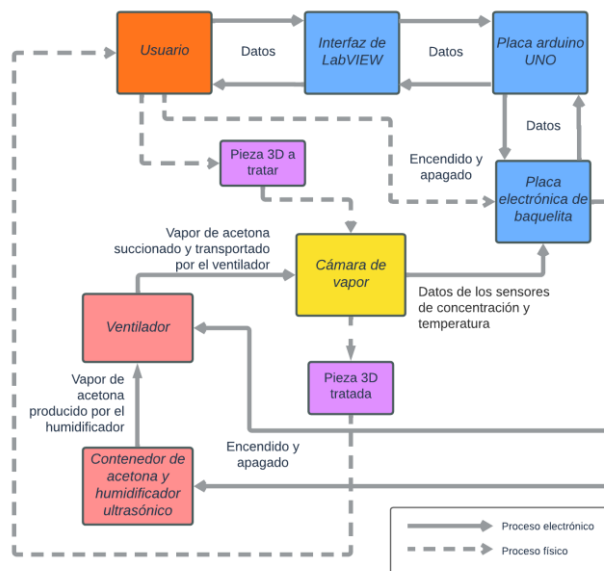 Usuario
Datos
Interfaz de
LabVIEW
Datos
Placa arduino
UNO
Datos
Pieza 3D a
tratar
Encendido y
apagado
Placa
electrónica de
baquelita
Vapor de acetona
succionado y transportado
por el ventilador
Cámara de
vapor
Datos de los sensores
de concentración y
temperatura
Ventilador
Vapor de
acetona
producido por el
humidificador
Pieza 3D
tratada
Encendido y
apagado
Contenedor de
acetona y
humidificador
ultrasónico
Proceso electrónico
Proceso físico